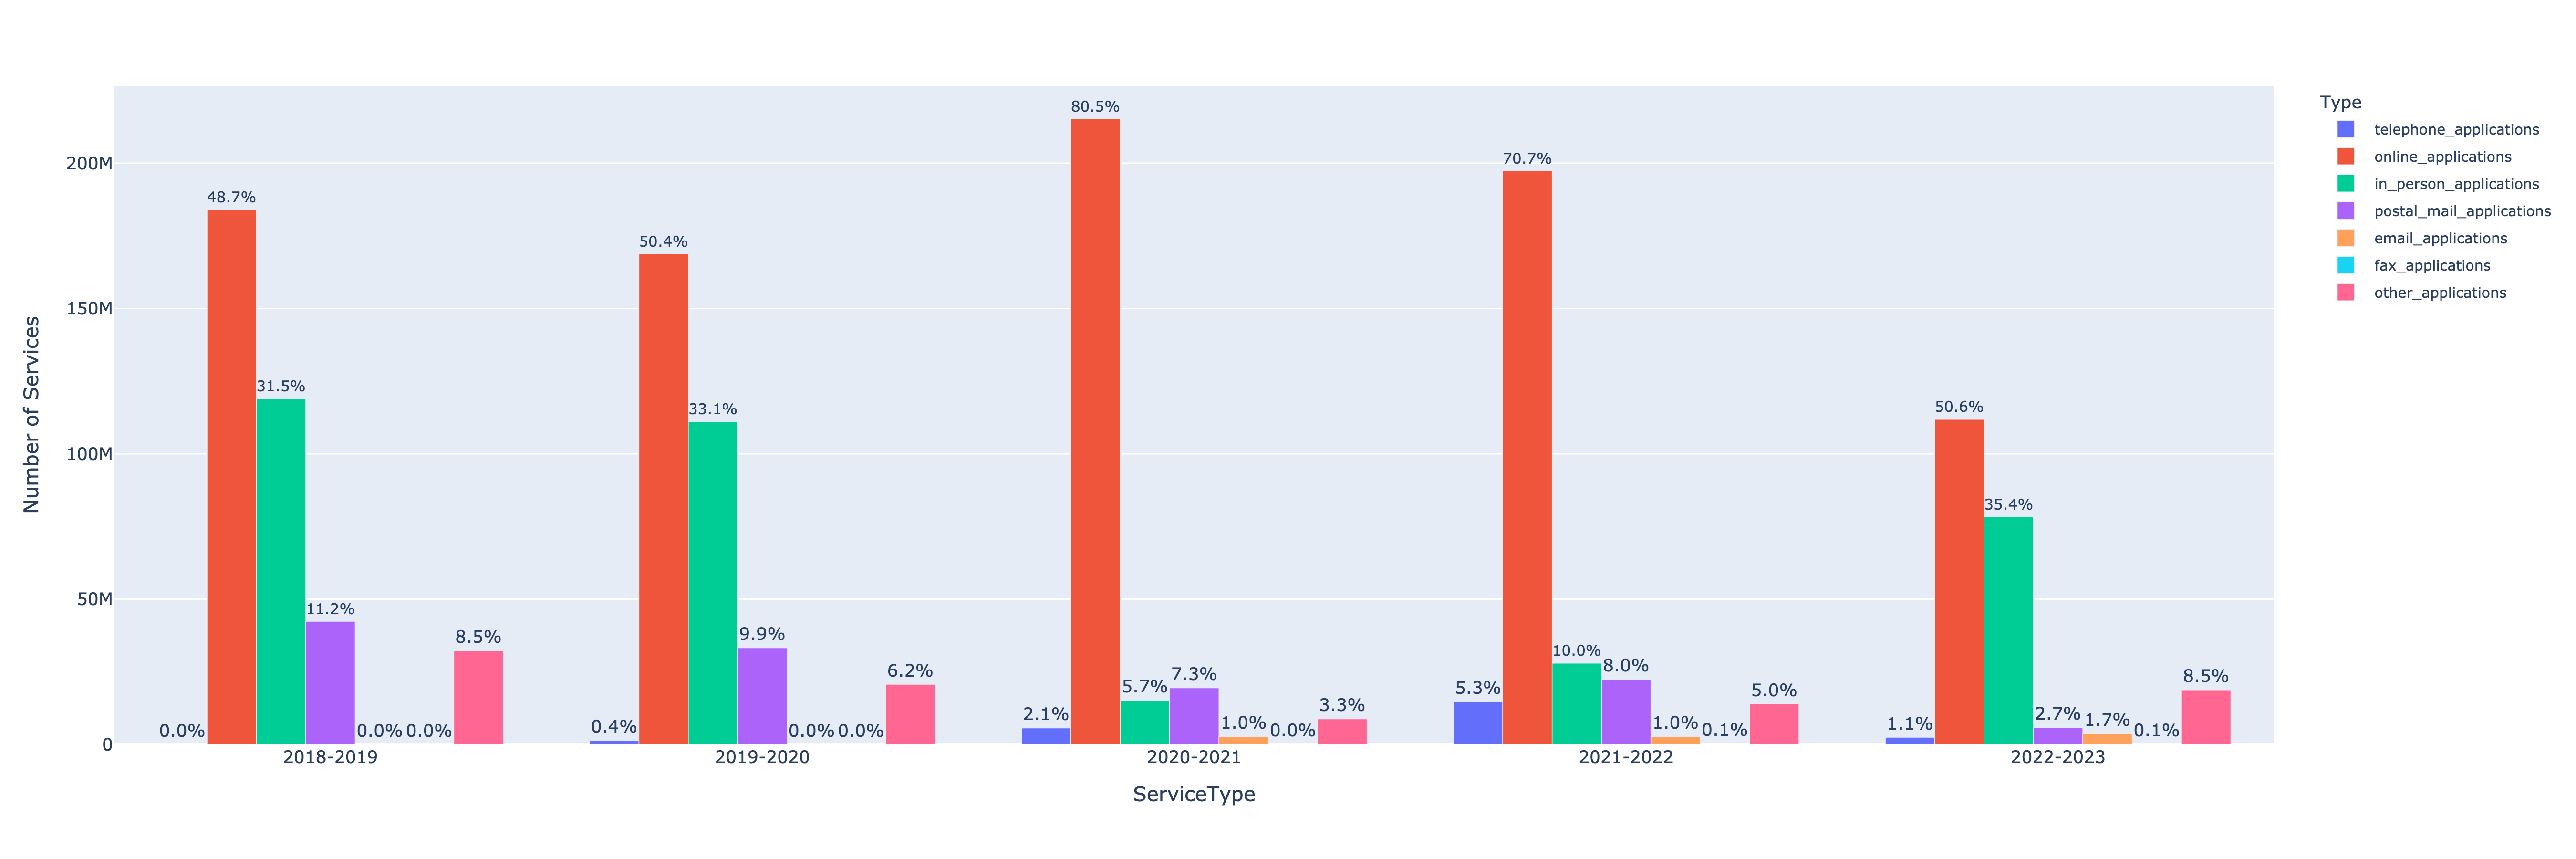 Number of Services
200M
150M
100M
50M
0
0.0%
48.7%
31.5%
11.2%
0.0%
0.0%
8.5%
0.4%
50.4%
33.1%
9.9%
0.0%
0.0%
6.2%
2.1%
80.5%
5.7%
7.3%
1.0%
0.0%
3.3%
5.3%
70.7%
10.0%
8.0%
1.0%
0.1%
5.0%
1.1%
50.6%
35.4%
2.7%
1.7%
0.1%
8.5%
2018-2019
2019-2020
2020-2021
2021-2022
2022-2023
ServiceType
Type
telephone_applications
online_applications
in_person_applications
postal_mail_applications
email_applications
fax_applications
other_applications